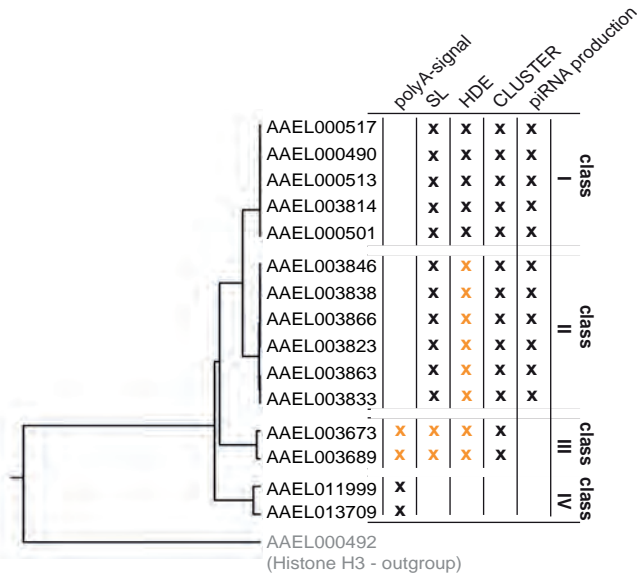 polyA-signal SL HDE CLUSTER piRNA production
AAEL000517 x x x x
AAEL000490 x x x x
AAEL000513 x x x x
AAEL003814 x x x x
AAEL000501 x x x x
class I
AAEL003846 x x x x
AAEL003838 x x x x
AAEL003866 x x x x
AAEL003823 x x x x
AAEL003863 x x x x
AAEL003833 x x x x
class II
AAEL003673 x x x x
AAEL003689 x x x x
class III
AAEL011999 x
AAEL013709 x
class IV
AAEL000492
(Histone H3 - outgroup)